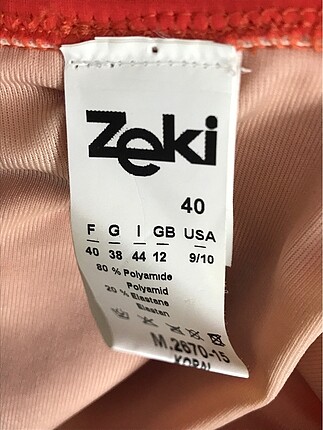 Zeki
40
F G I GB USA
40 38 44 12 9/10
80 % Polyamide
Polyamid
20 % Elastane
Elastan
M.2670-15
KORAL